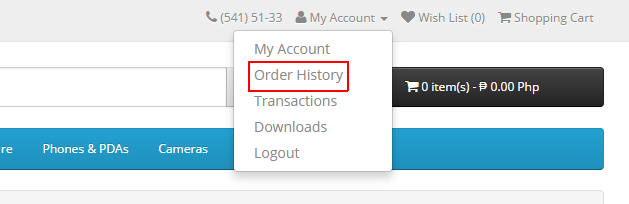 (541) 51-33 My Account Wish List (0) Shopping Cart
My Account
Order History
Transactions
Downloads
Logout
0 item(s) - ₱ 0.00 Php
re Phones & PDAs Cameras